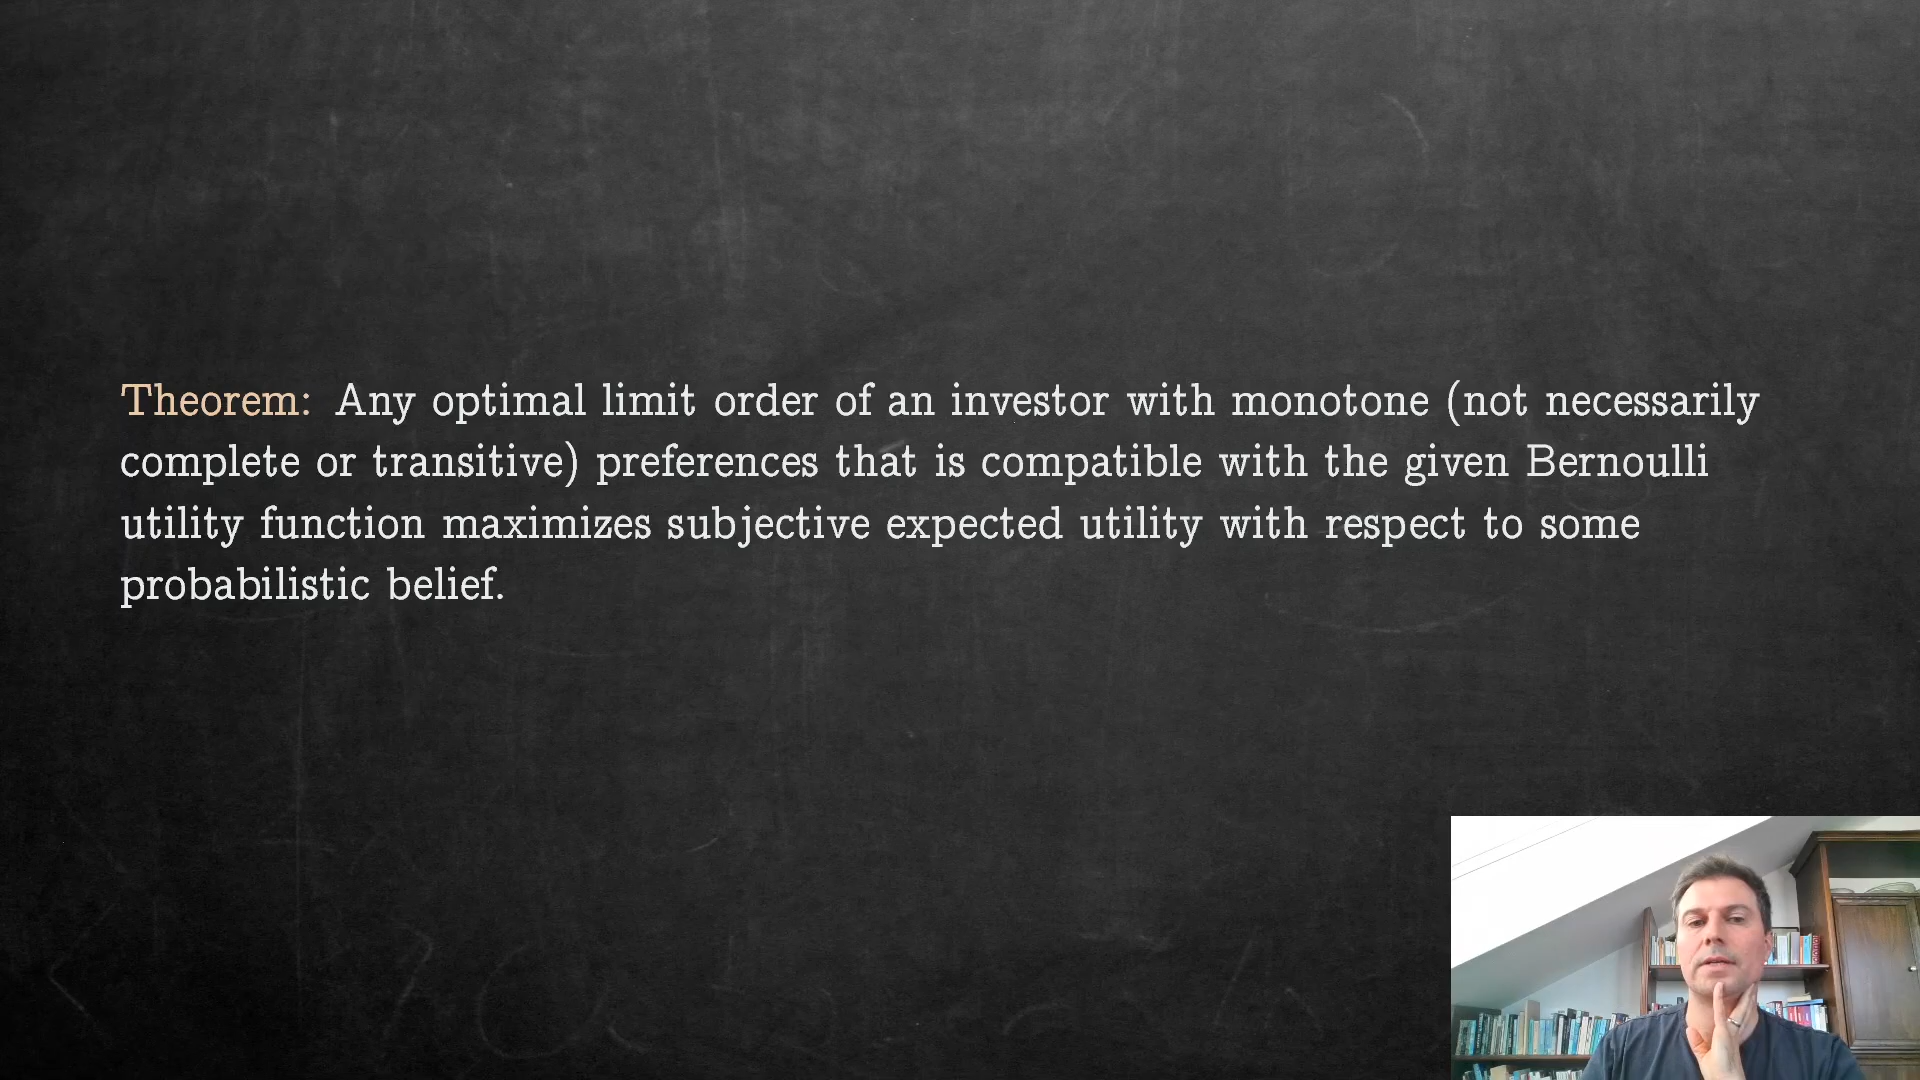 Theorem: Any optimal limit order of an investor with monotone (not necessarily
complete or transitive) preferences that is compatible with the given Bernoulli
utility function maximizes subjective expected utility with respect to some
probabilistic belief.